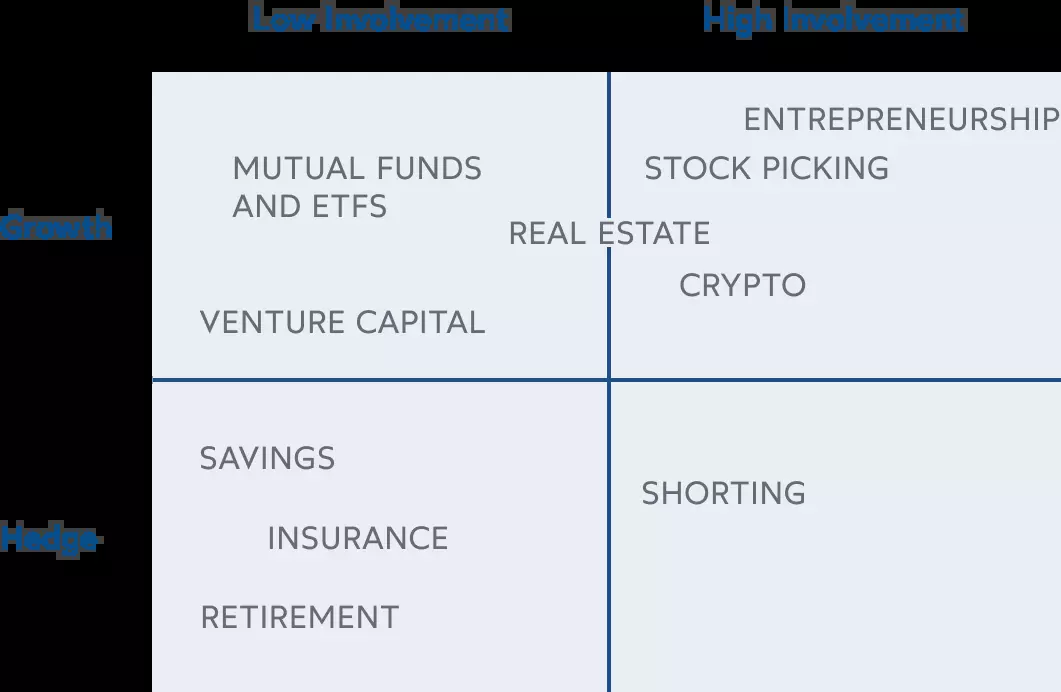 Low Involvement
High Involvement
ENTREPRENEURSHIP
MUTUAL FUNDS
AND ETFS
STOCK PICKING
Growth
REAL ESTATE
CRYPTO
VENTURE CAPITAL
SAVINGS
SHORTING
Hedge
INSURANCE
RETIREMENT